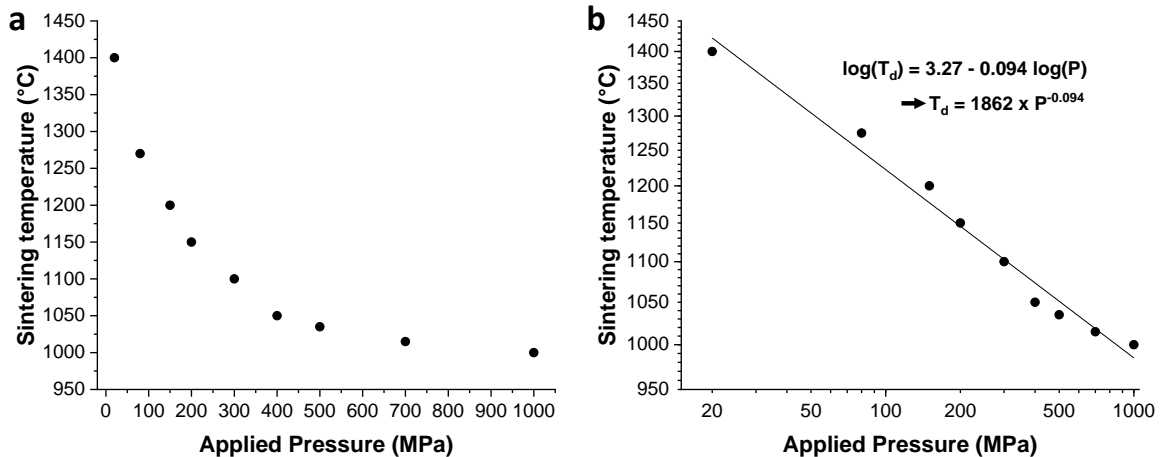 a
Sintering temperature (°C)
1450
1400
1350
1300
1250
1200
1150
1100
1050
1000
950
0 100 200 300 400 500 600 700 800 900 1000
Applied Pressure (MPa)
b
Sintering temperature (°C)
1450
1400
1350
1300
1250
1200
1150
1100
1050
1000
950
log(T_d) = 3.27 - 0.094 log(P)
➔ T_d = 1862 x P^-0.094
20 50 100 200 500 1000
Applied Pressure (MPa)